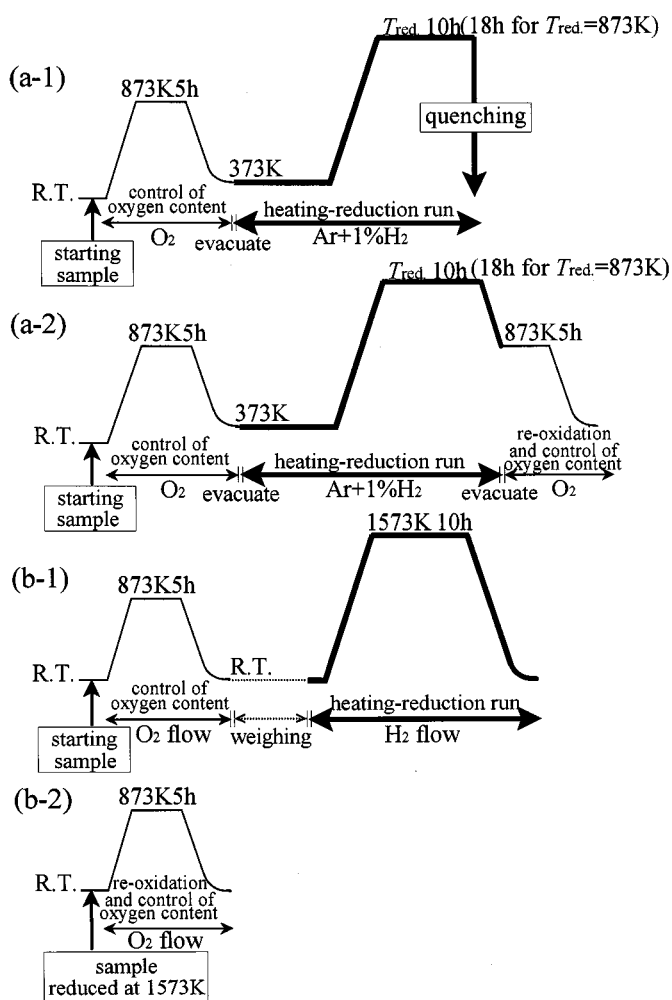 (a-1)
T_red. 10h (18h for T_red.=873K)
873K5h
quenching
373K
R.T.
control of
oxygen content
heating-reduction run
O2
evacuate
Ar+1%H2
starting
sample
(a-2)
T_red. 10h (18h for T_red.=873K)
873K5h
873K5h
373K
R.T.
control of
oxygen content
heating-reduction run
re-oxidation
and control of
oxygen content
O2
evacuate
Ar+1%H2
evacuate
O2
starting
sample
(b-1)
1573K 10h
873K5h
R.T.
R.T.
control of
oxygen content
heating-reduction run
O2 flow
weighing
H2 flow
starting
sample
(b-2)
873K5h
R.T.
re-oxidation
and control of
oxygen content
O2 flow
sample
reduced at 1573K